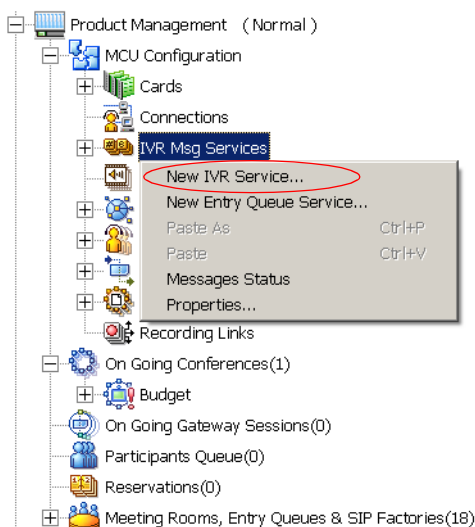 Product Management (Normal)
MCU Configuration
Cards
Connections
IVR Msg Services
New IVR Service...
New Entry Queue Service...
Paste As Ctrl+P
Paste Ctrl+V
Messages Status
Properties...
Recording Links
On Going Conferences(1)
Budget
On Going Gateway Sessions(0)
Participants Queue(0)
Reservations(0)
Meeting Rooms, Entry Queues & SIP Factories(18)